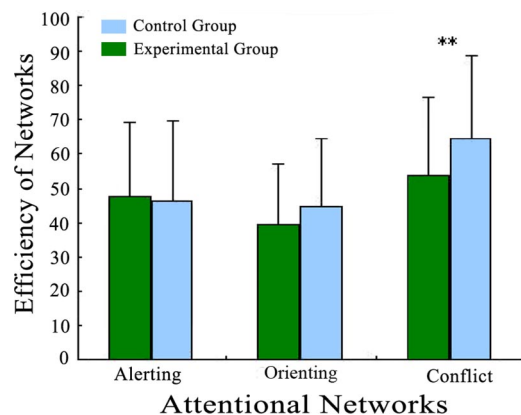 Efficiency of Networks
100
90
80
70
60
50
40
30
20
10
0
Control Group
Experimental Group
**
Alerting
Orienting
Conflict
Attentional Networks